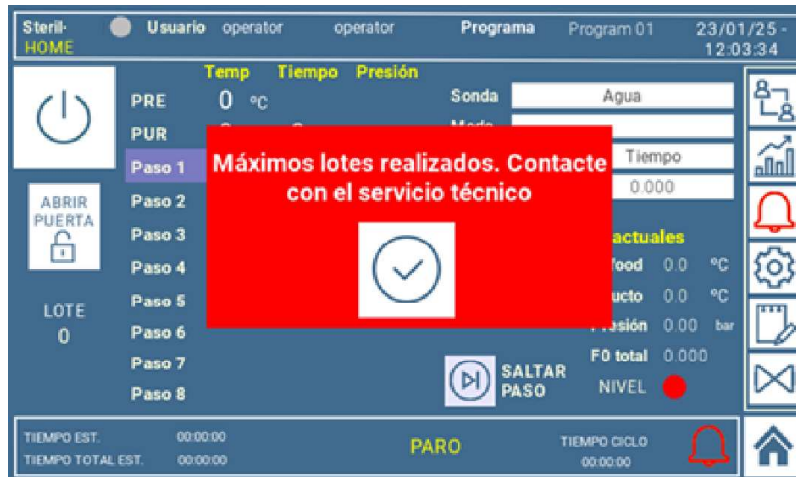 Steril- Usuario operator operator Programa Program 01 23/01/25 -
HOME 12:03:34
Temp Tiempo Presión
PRE 0 ºC Sonda Agua
PUR
Paso 1 Tiempo
Máximos lotes realizados. Contacte
con el servicio técnico
0.000
ABRIR
PUERTA
Paso 2
Paso 3 actuales
Paso 4 food 0.0 ºC
LOTE
0
Paso 5 ucto 0.0 ºC
Paso 6 0.00 bar
Paso 7 F0 total 0.000
SALTAR
PASO
Paso 8 NIVEL
TIEMPO EST. 00:00:00
TIEMPO TOTAL EST. 00:00:00
PARO
TIEMPO CICLO
00:00:00